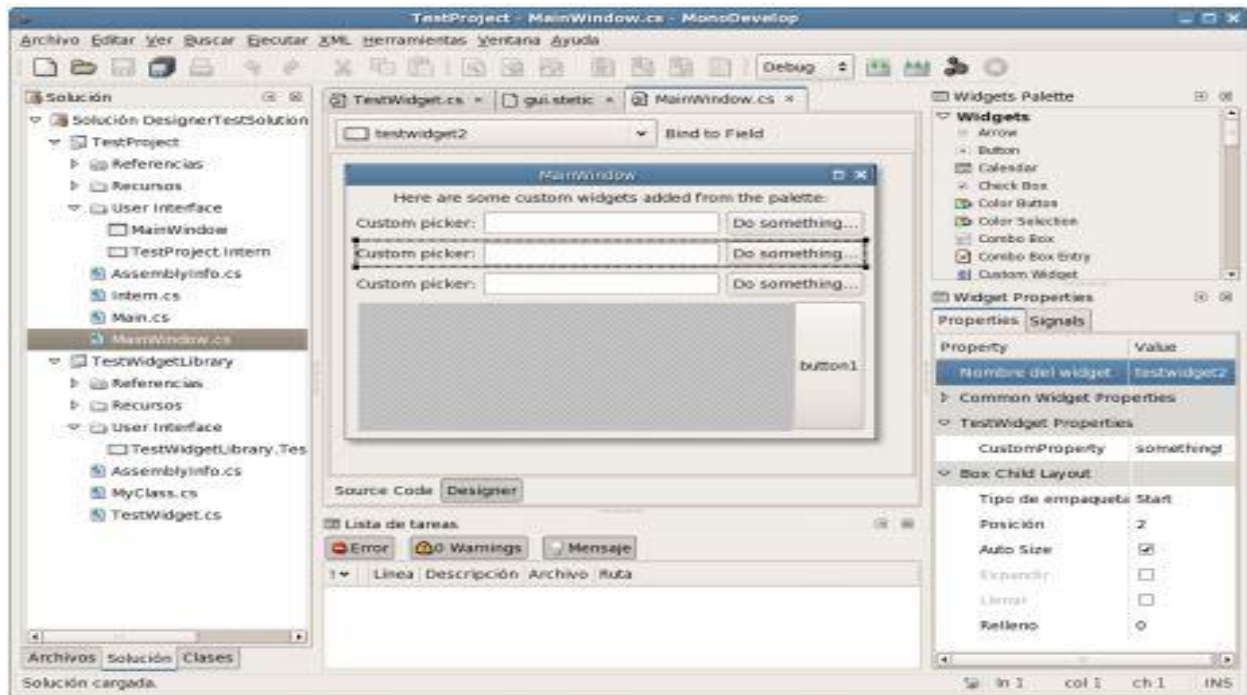 TestProject - MainWindow.cs - MonoDevelop
Archivo Editar Ver Buscar Ejecutar XML Herramientas Ventana Ayuda
Debug
Solución
Solución DesignerTestSolution
TestProject
Referencias
Recursos
User Interface
MainWindow
TestProject.Intern
AssemblyInfo.cs
Intern.cs
Main.cs
MainWindow.cs
TestWidgetLibrary
Referencias
Recursos
User Interface
TestWidgetLibrary.Tes
AssemblyInfo.cs
MyClass.cs
TestWidget.cs
Archivos Solución Clases
TestWidget.cs gui.stetic MainWindow.cs
testwidget2 Bind to Field
MainWindow
Here are some custom widgets added from the palette:
Custom picker: Do something...
Custom picker: Do something...
Custom picker: Do something...
button1
Source Code Designer
Lista de tareas
Error 0 Warnings Mensaje
! Línea Descripción Archivo Ruta
Widgets Palette
Widgets
Arrow
Button
Calendar
Check Box
Color Button
Color Selection
Combo Box
Combo Box Entry
Custom Widget
Widget Properties
Properties Signals
Property Value
Nombre del widget testwidget2
Common Widget Properties
TestWidget Properties
CustomProperty something!
Box Child Layout
Tipo de empaqueta Start
Posición 2
Auto Size
Expandir
Llenar
Relleno 0
Solución cargada. ln 1 col 1 ch 1 INS